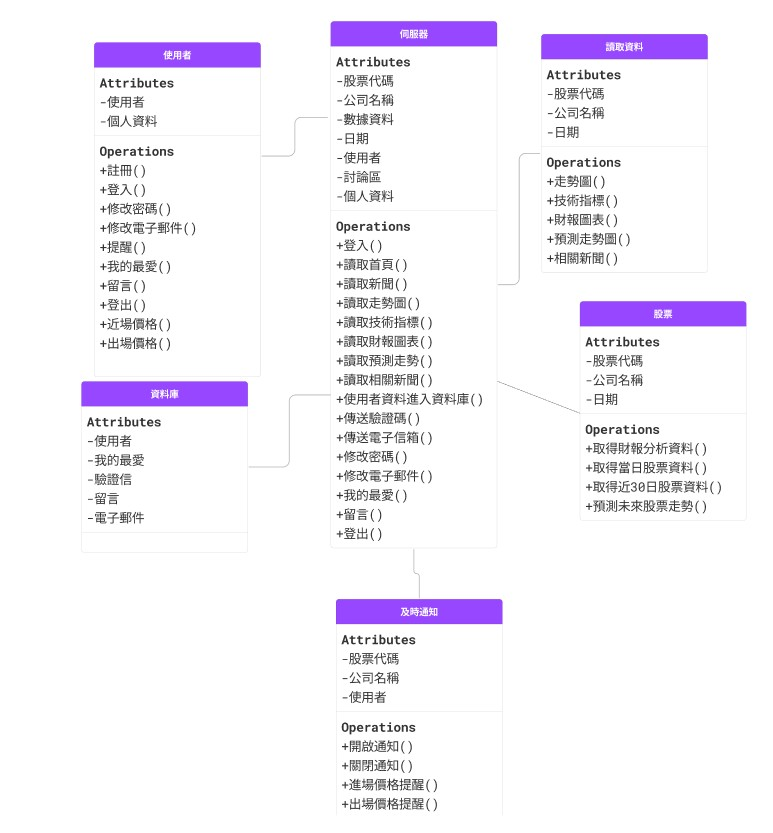 使用者
Attributes
-使用者
-個人資料
Operations
+註冊()
+登入()
+修改密碼()
+修改電子郵件()
+提醒()
+我的最愛()
+留言()
+登出()
+近場價格()
+出場價格()
伺服器
Attributes
-股票代碼
-公司名稱
-數據資料
-日期
-使用者
-討論區
-個人資料
Operations
+登入()
+讀取首頁()
+讀取新聞()
+讀取走勢圖()
+讀取技術指標()
+讀取財報圖表()
+讀取預測走勢()
+讀取相關新聞()
+使用者資料進入資料庫()
+傳送驗證碼()
+傳送電子信箱()
+修改密碼()
+修改電子郵件()
+我的最愛()
+留言()
+登出()
讀取資料
Attributes
-股票代碼
-公司名稱
-日期
Operations
+走勢圖()
+技術指標()
+財報圖表()
+預測走勢圖()
+相關新聞()
股票
Attributes
-股票代碼
-公司名稱
-日期
Operations
+取得財報分析資料()
+取得當日股票資料()
+取得近30日股票資料()
+預測未來股票走勢()
資料庫
Attributes
-使用者
-我的最愛
-驗證信
-留言
-電子郵件
及時通知
Attributes
-股票代碼
-公司名稱
-使用者
Operations
+開啟通知()
+關閉通知()
+進場價格提醒()
+出場價格提醒()